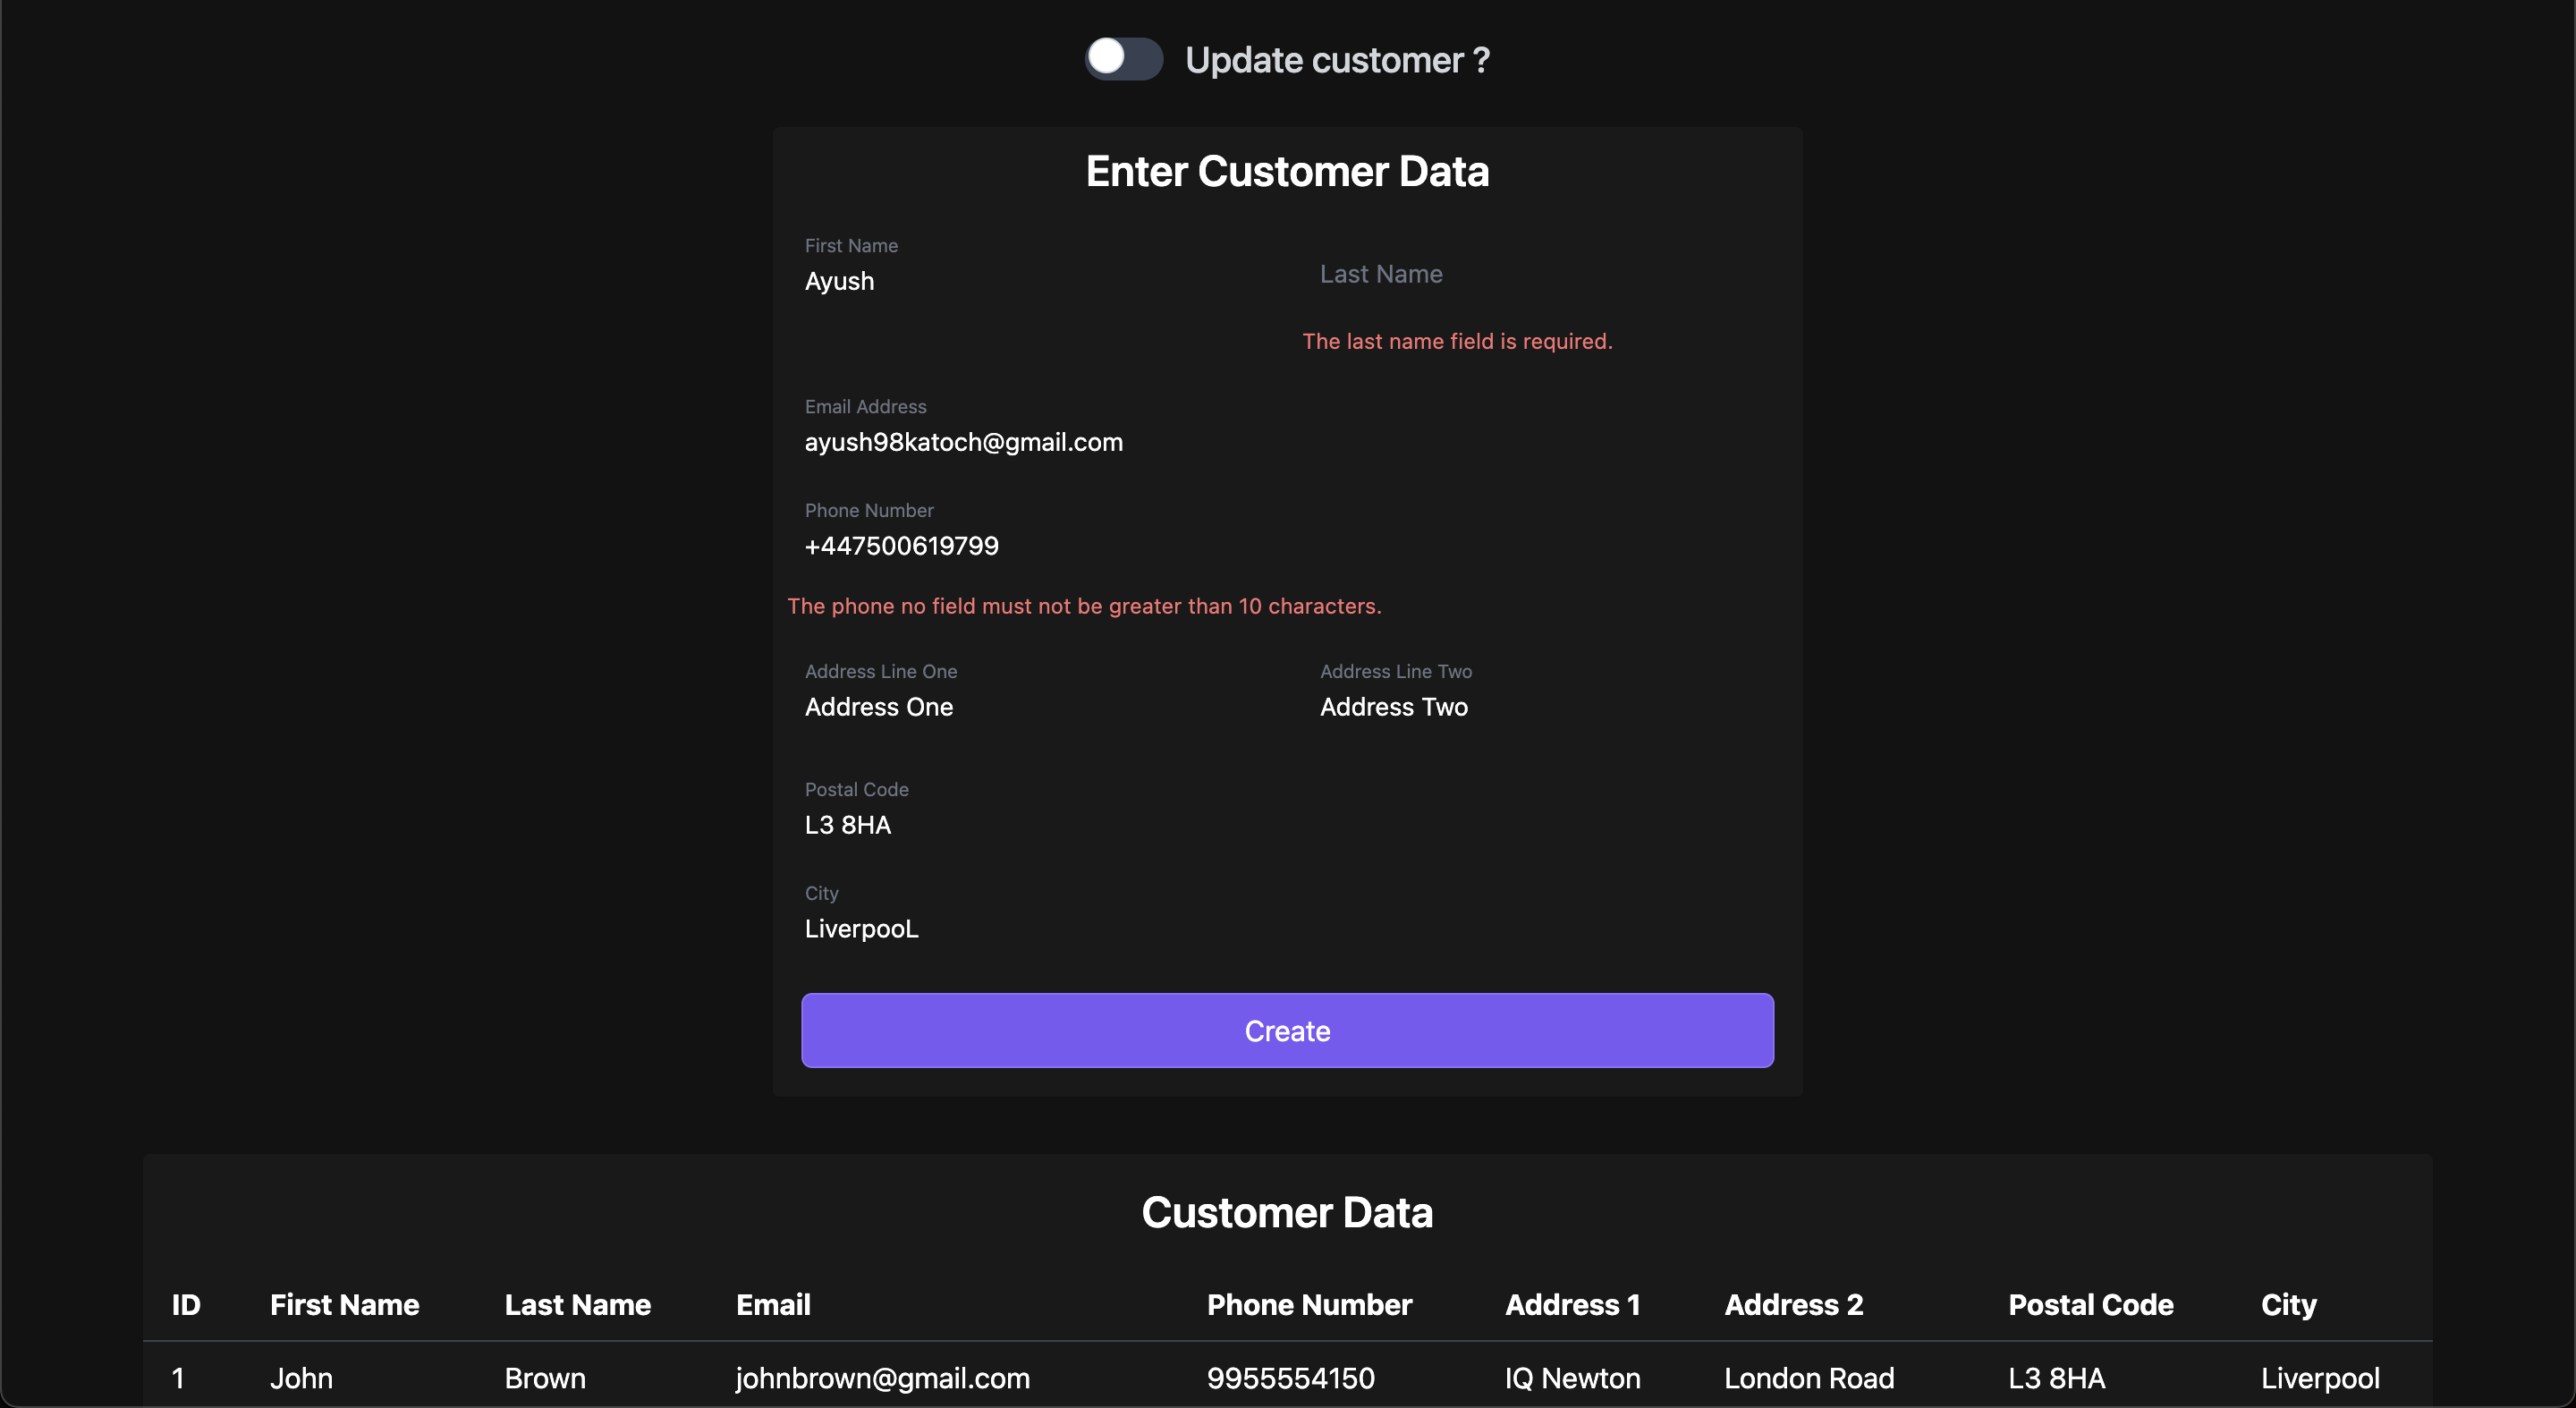 Update customer ?
Enter Customer Data
First Name
Ayush
Last Name
The last name field is required.
Email Address
ayush98katoch@gmail.com
Phone Number
+447500619799
The phone no field must not be greater than 10 characters.
Address Line One
Address One
Address Line Two
Address Two
Postal Code
L3 8HA
City
LiverpooL
Create
Customer Data
ID First Name Last Name Email Phone Number Address 1 Address 2 Postal Code City
1 John Brown johnbrown@gmail.com 9955554150 IQ Newton London Road L3 8HA Liverpool